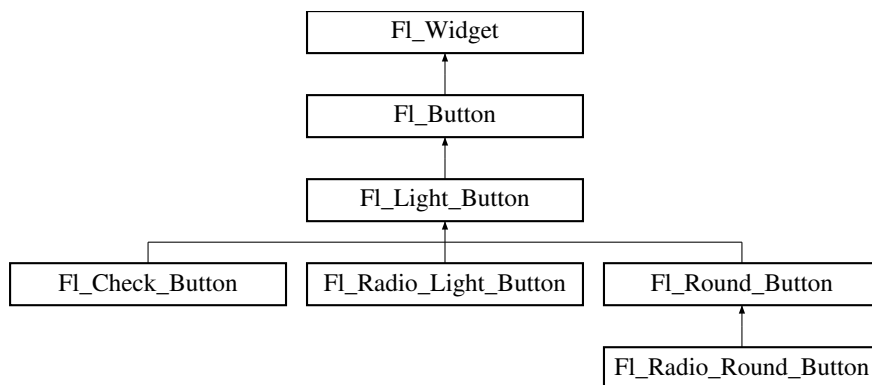 Fl_Widget
Fl_Button
Fl_Light_Button
Fl_Check_Button
Fl_Radio_Light_Button
Fl_Round_Button
Fl_Radio_Round_Button